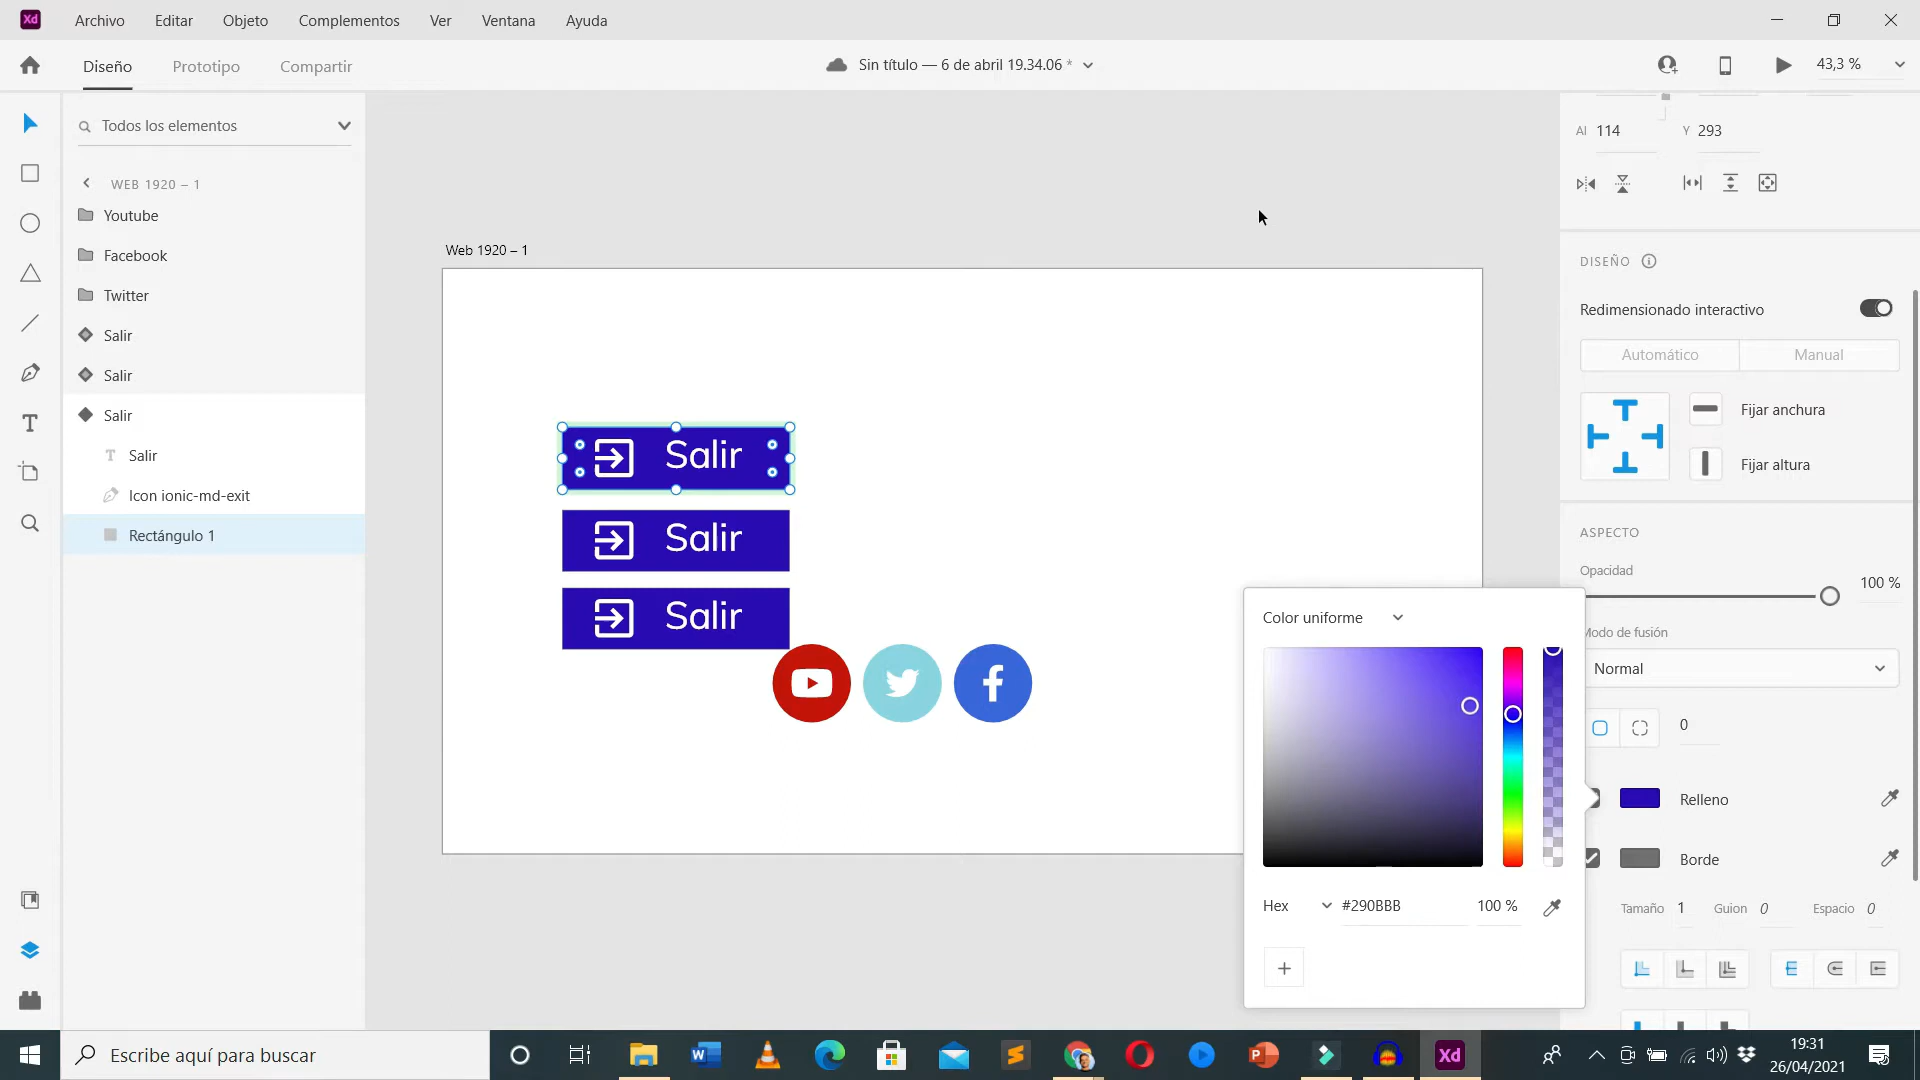 Xd Archivo Editar Objeto Complementos Ver Ventana Ayuda
Diseño Prototipo Compartir
Sin título — 6 de abril 19.34.06 *
43,3 %
Todos los elementos
WEB 1920 – 1
Youtube
Facebook
Twitter
Salir
Salir
Salir
Salir
Icon ionic-md-exit
Rectángulo 1
Web 1920 – 1
Salir
Salir
Salir
Color uniforme
Hex #290BBB 100 %
AI 114 Y 293
DISEÑO
Redimensionado interactivo
Automático Manual
Fijar anchura
Fijar altura
ASPECTO
Opacidad
100 %
Modo de fusión
Normal
0
Relleno
Borde
Tamaño 1 Guion 0 Espacio 0
Escribe aquí para buscar
Xd
19:31
26/04/2021